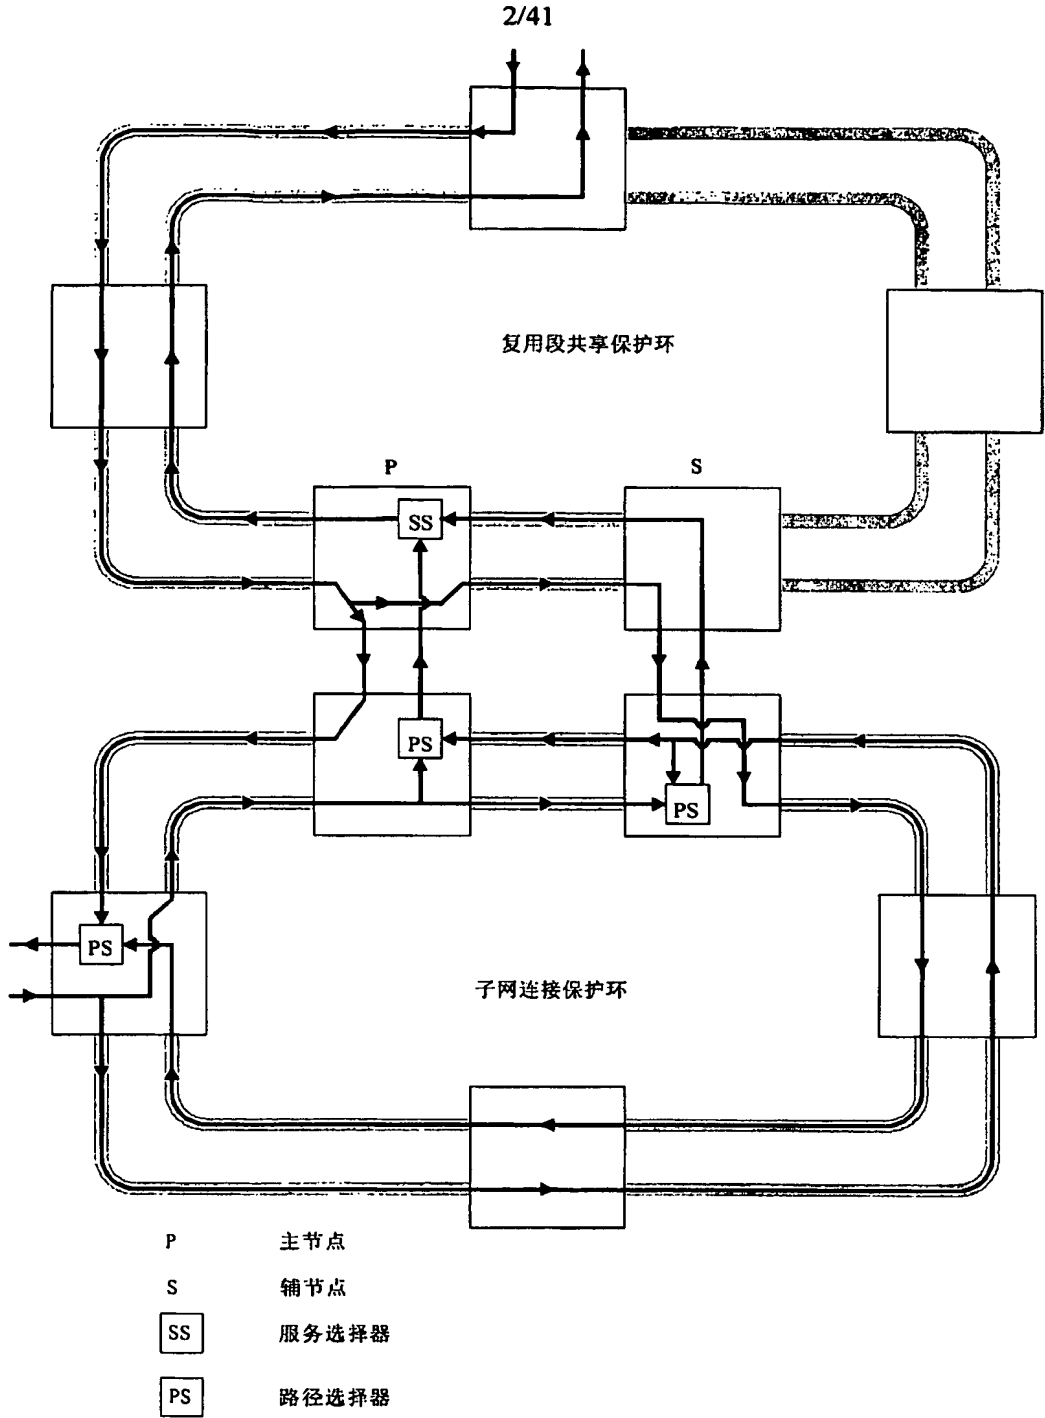 2/41
复用段共享保护环
P
S
SS
PS
PS
PS
子网连接保护环
P 主节点
S 辅节点
SS 服务选择器
PS 路径选择器